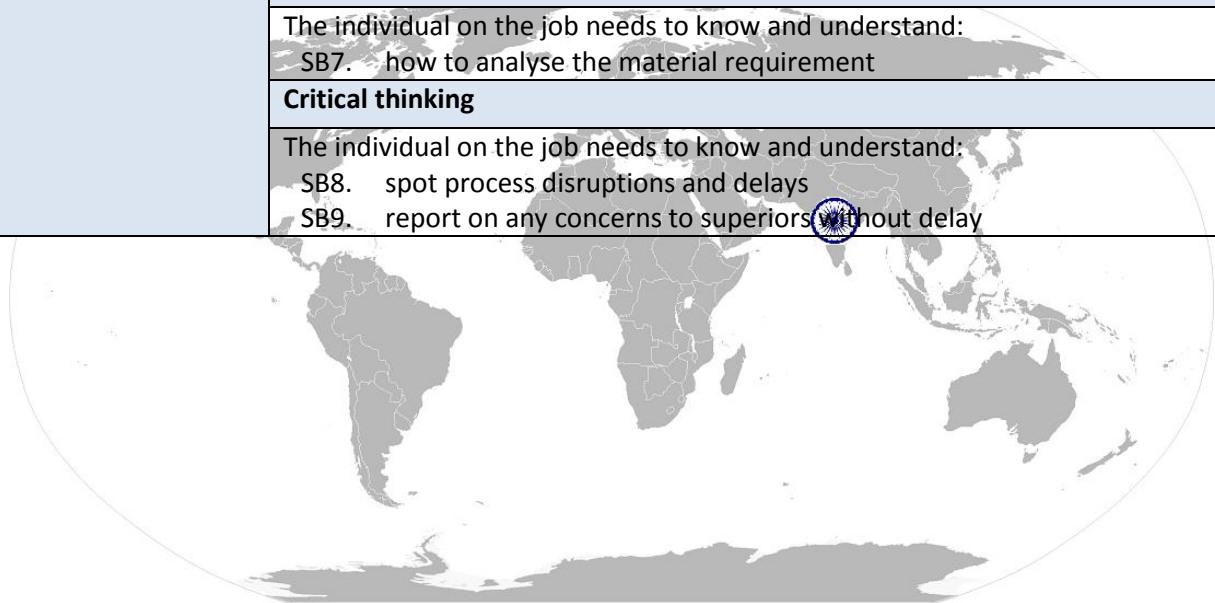 The individual on the job needs to know and understand:
SB7. how to analyse the material requirement
Critical thinking
The individual on the job needs to know and understand:
SB8. spot process disruptions and delays
SB9. report on any concerns to superiors without delay